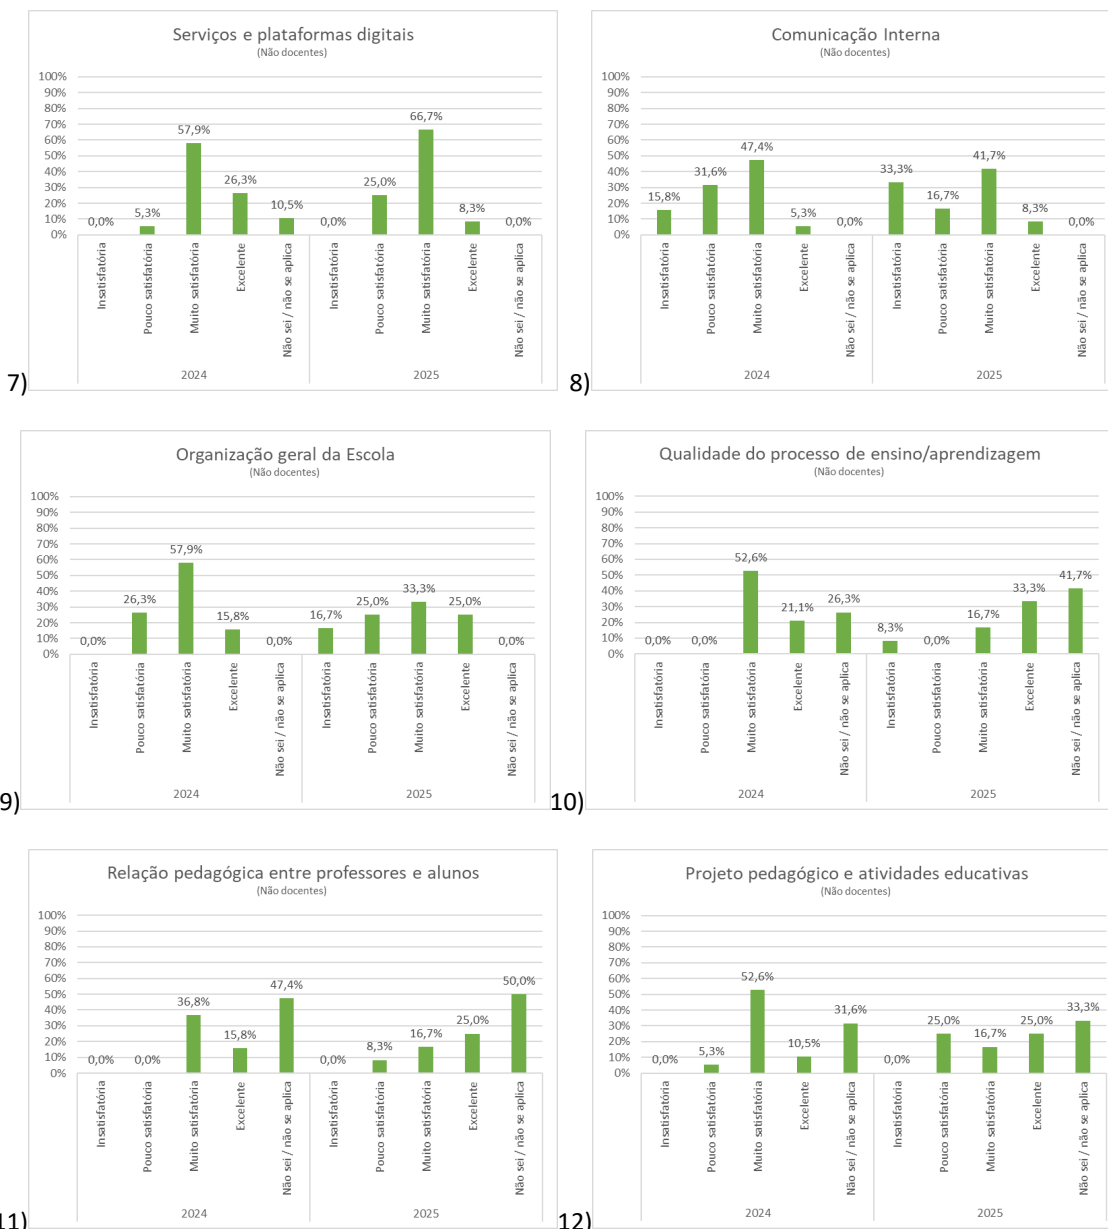 Serviços e plataformas digitais
(Não docentes)
100%
90%
80%
70%
60%
50%
40%
30%
20%
10%
0%
0,0%
5,3%
57,9%
26,3%
10,5%
0,0%
25,0%
66,7%
8,3%
0,0%
Insatisfatória
Pouco satisfatória
Muito satisfatória
Excelente
Não sei / não se aplica
Insatisfatória
Pouco satisfatória
Muito satisfatória
Excelente
Não sei / não se aplica
2024
2025
7)
Comunicação Interna
(Não docentes)
100%
90%
80%
70%
60%
50%
40%
30%
20%
10%
0%
15,8%
31,6%
47,4%
5,3%
0,0%
33,3%
16,7%
41,7%
8,3%
0,0%
Insatisfatória
Pouco satisfatória
Muito satisfatória
Excelente
Não sei / não se aplica
Insatisfatória
Pouco satisfatória
Muito satisfatória
Excelente
Não sei / não se aplica
2024
2025
8)
Organização geral da Escola
(Não docentes)
100%
90%
80%
70%
60%
50%
40%
30%
20%
10%
0%
0,0%
26,3%
57,9%
15,8%
0,0%
16,7%
25,0%
33,3%
25,0%
0,0%
Insatisfatória
Pouco satisfatória
Muito satisfatória
Excelente
Não sei / não se aplica
Insatisfatória
Pouco satisfatória
Muito satisfatória
Excelente
Não sei / não se aplica
2024
2025
9)
Qualidade do processo de ensino/aprendizagem
(Não docentes)
100%
90%
80%
70%
60%
50%
40%
30%
20%
10%
0%
0,0%
0,0%
52,6%
21,1%
26,3%
8,3%
0,0%
16,7%
33,3%
41,7%
Insatisfatória
Pouco satisfatória
Muito satisfatória
Excelente
Não sei / não se aplica
Insatisfatória
Pouco satisfatória
Muito satisfatória
Excelente
Não sei / não se aplica
2024
2025
10)
Relação pedagógica entre professores e alunos
(Não docentes)
100%
90%
80%
70%
60%
50%
40%
30%
20%
10%
0%
0,0%
0,0%
36,8%
15,8%
47,4%
0,0%
8,3%
16,7%
25,0%
50,0%
Insatisfatória
Pouco satisfatória
Muito satisfatória
Excelente
Não sei / não se aplica
Insatisfatória
Pouco satisfatória
Muito satisfatória
Excelente
Não sei / não se aplica
2024
2025
11)
Projeto pedagógico e atividades educativas
(Não docentes)
100%
90%
80%
70%
60%
50%
40%
30%
20%
10%
0%
0,0%
5,3%
52,6%
10,5%
31,6%
0,0%
25,0%
16,7%
25,0%
33,3%
Insatisfatória
Pouco satisfatória
Muito satisfatória
Excelente
Não sei / não se aplica
Insatisfatória
Pouco satisfatória
Muito satisfatória
Excelente
Não sei / não se aplica
2024
2025
12)